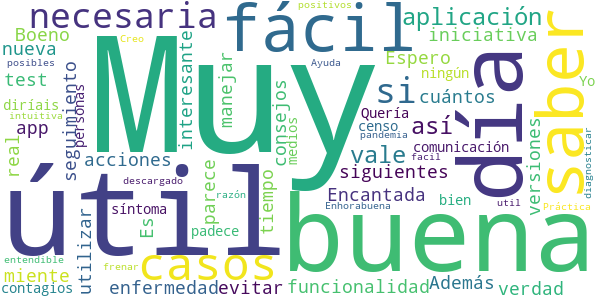 necesaria
fácil
aplicación
positivos
Creo
Boeno
nueva
iniciativa
posibles
Muy
interesante
manejar
Espero
Ayuda
ningún
test
seguimiento
si
cuántos
día
saber
Yo
diríais
intuitiva
personas
consejos
medios
Quería
censo
pandemia
así
app
real
acciones
vale
comunicación
facil
siguientes
versiones
diagnosticar
descargado
parece
tiempo
razón
Encantada
bien
util
Práctica
útil
síntoma
Es
padece
Enhorabuena
buena
entendible
miente
utilizar
casos
frenar
contagios
enfermedad
evitar
funcionalidad
Además
verdad